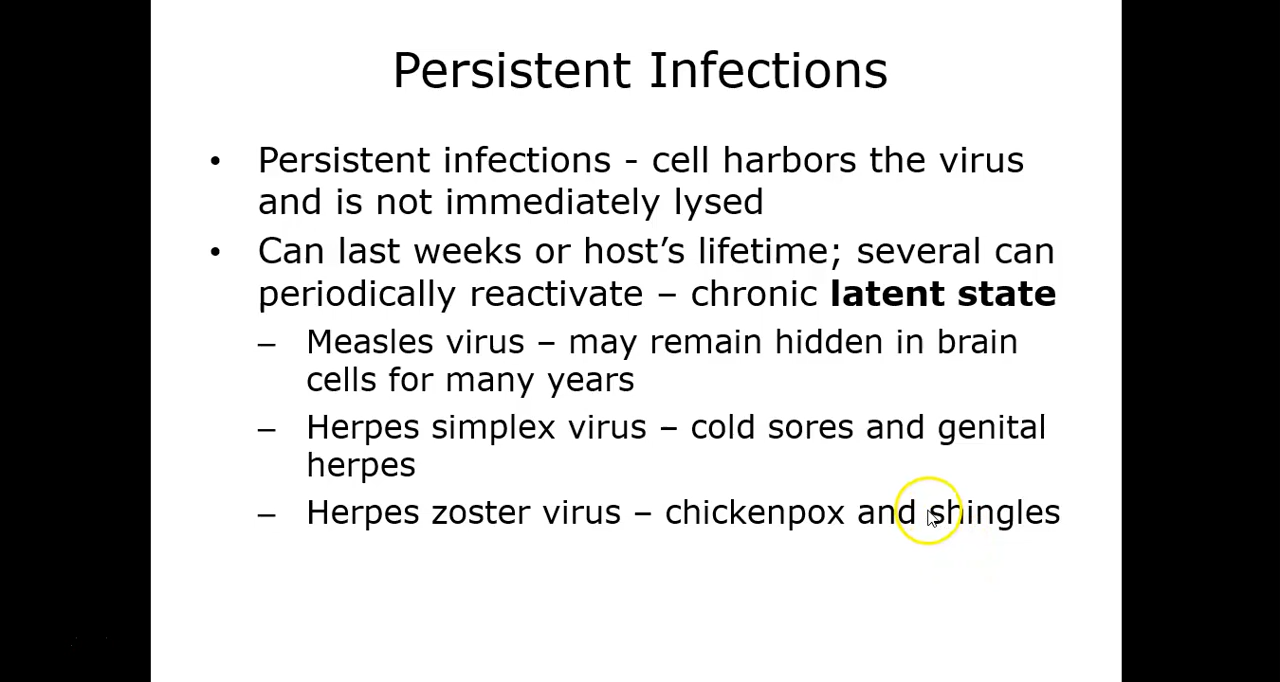 Persistent Infections
• Persistent infections - cell harbors the virus
and is not immediately lysed
• Can last weeks or host’s lifetime; several can
periodically reactivate – chronic latent state
– Measles virus – may remain hidden in brain
cells for many years
– Herpes simplex virus – cold sores and genital
herpes
– Herpes zoster virus – chickenpox and shingles